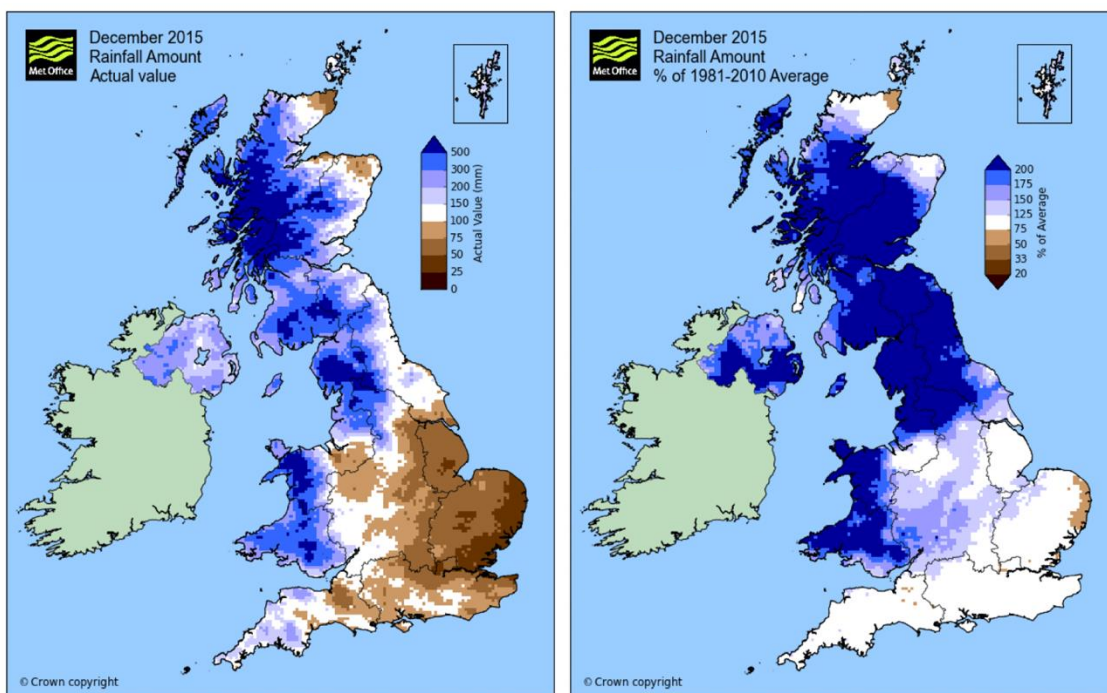 Met Office
December 2015
Rainfall Amount
Actual value
500
300
200
150
100
75
50
25
0
Actual Value (mm)
© Crown copyright
Met Office
December 2015
Rainfall Amount
% of 1981-2010 Average
200
175
150
125
75
50
33
20
% of Average
© Crown copyright